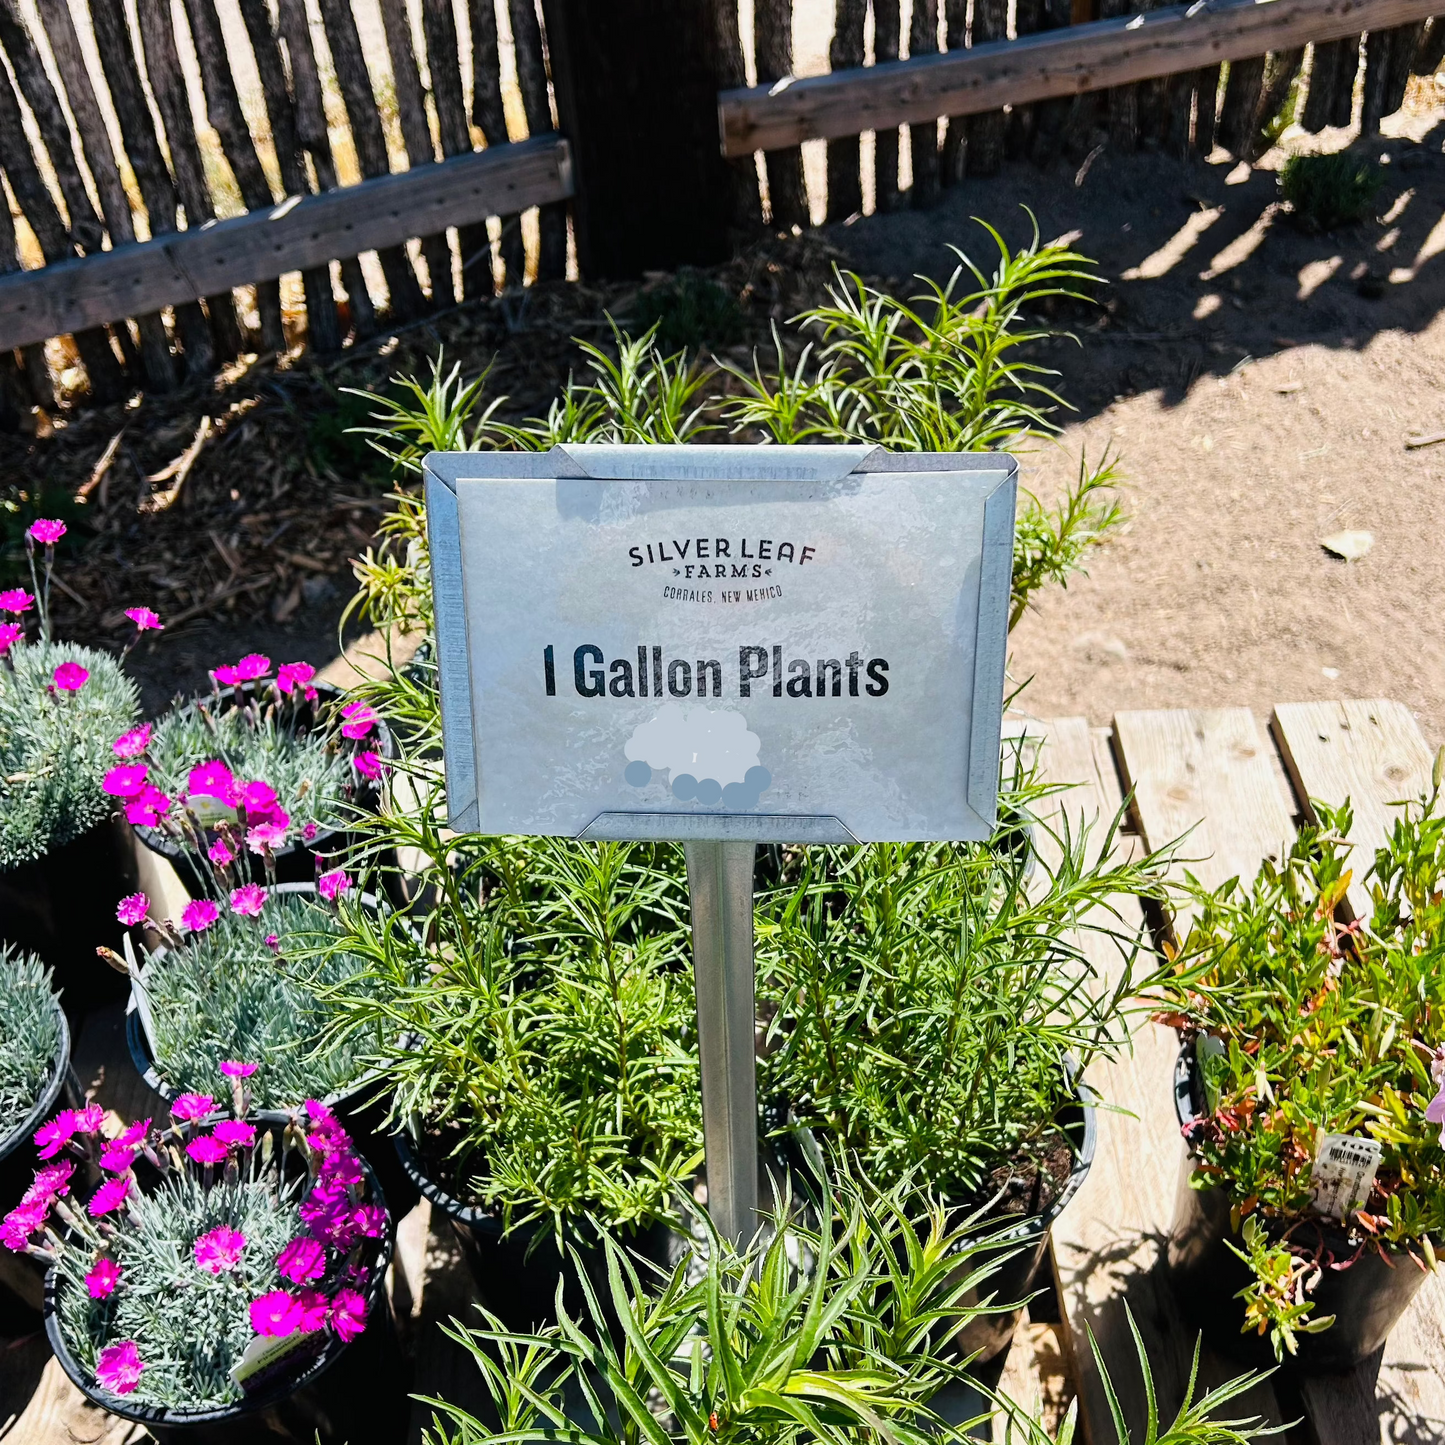 SILVER LEAF
FARMS
CORRALES, NEW MEXICO
1 Gallon Plants